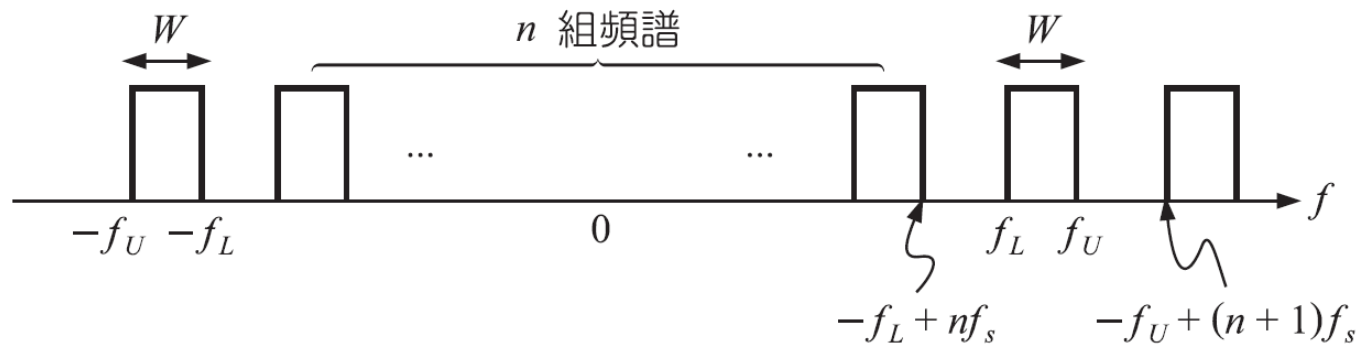 W n 組頻譜 W
... ...
−f_U −f_L 0 f_L f_U f
−f_L + nf_s −f_U + (n + 1)f_s